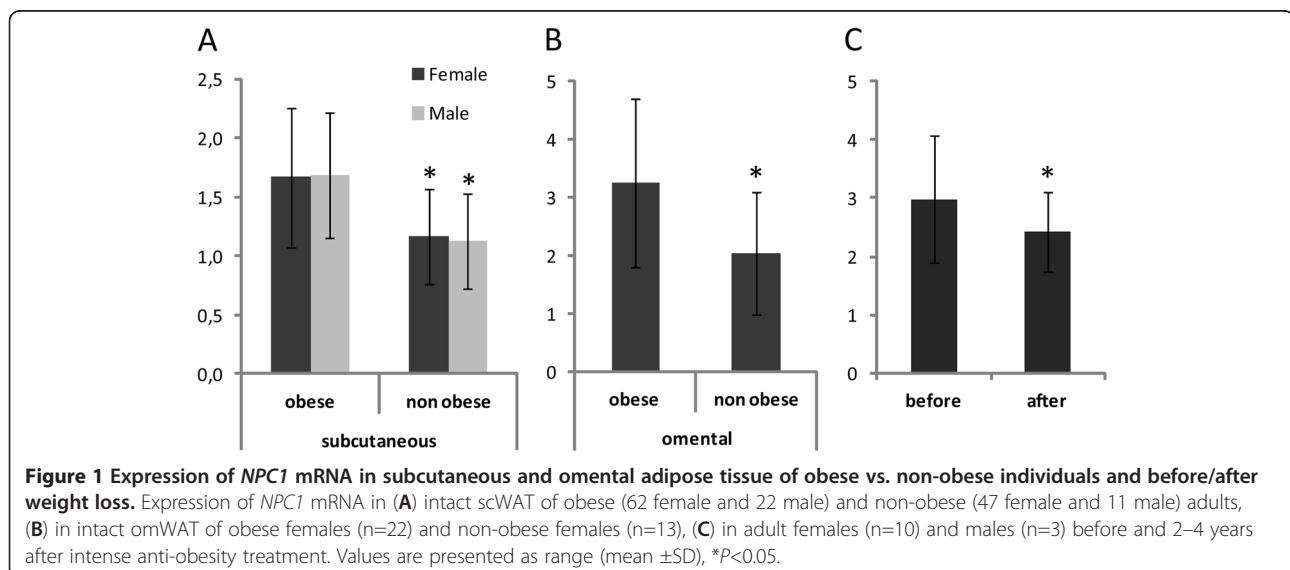 A
B
C
Female
Male
2,5
2,0
1,5
1,0
0,5
0,0
* *
obese non obese
subcutaneous
5
4
3
2
1
0
*
obese non obese
omental
5
4
3
2
1
0
*
before after
Figure 1 Expression of NPC1 mRNA in subcutaneous and omental adipose tissue of obese vs. non-obese individuals and before/after
weight loss. Expression of NPC1 mRNA in (A) intact scWAT of obese (62 female and 22 male) and non-obese (47 female and 11 male) adults,
(B) in intact omWAT of obese females (n=22) and non-obese females (n=13), (C) in adult females (n=10) and males (n=3) before and 2–4 years
after intense anti-obesity treatment. Values are presented as range (mean ±SD), *P<0.05.